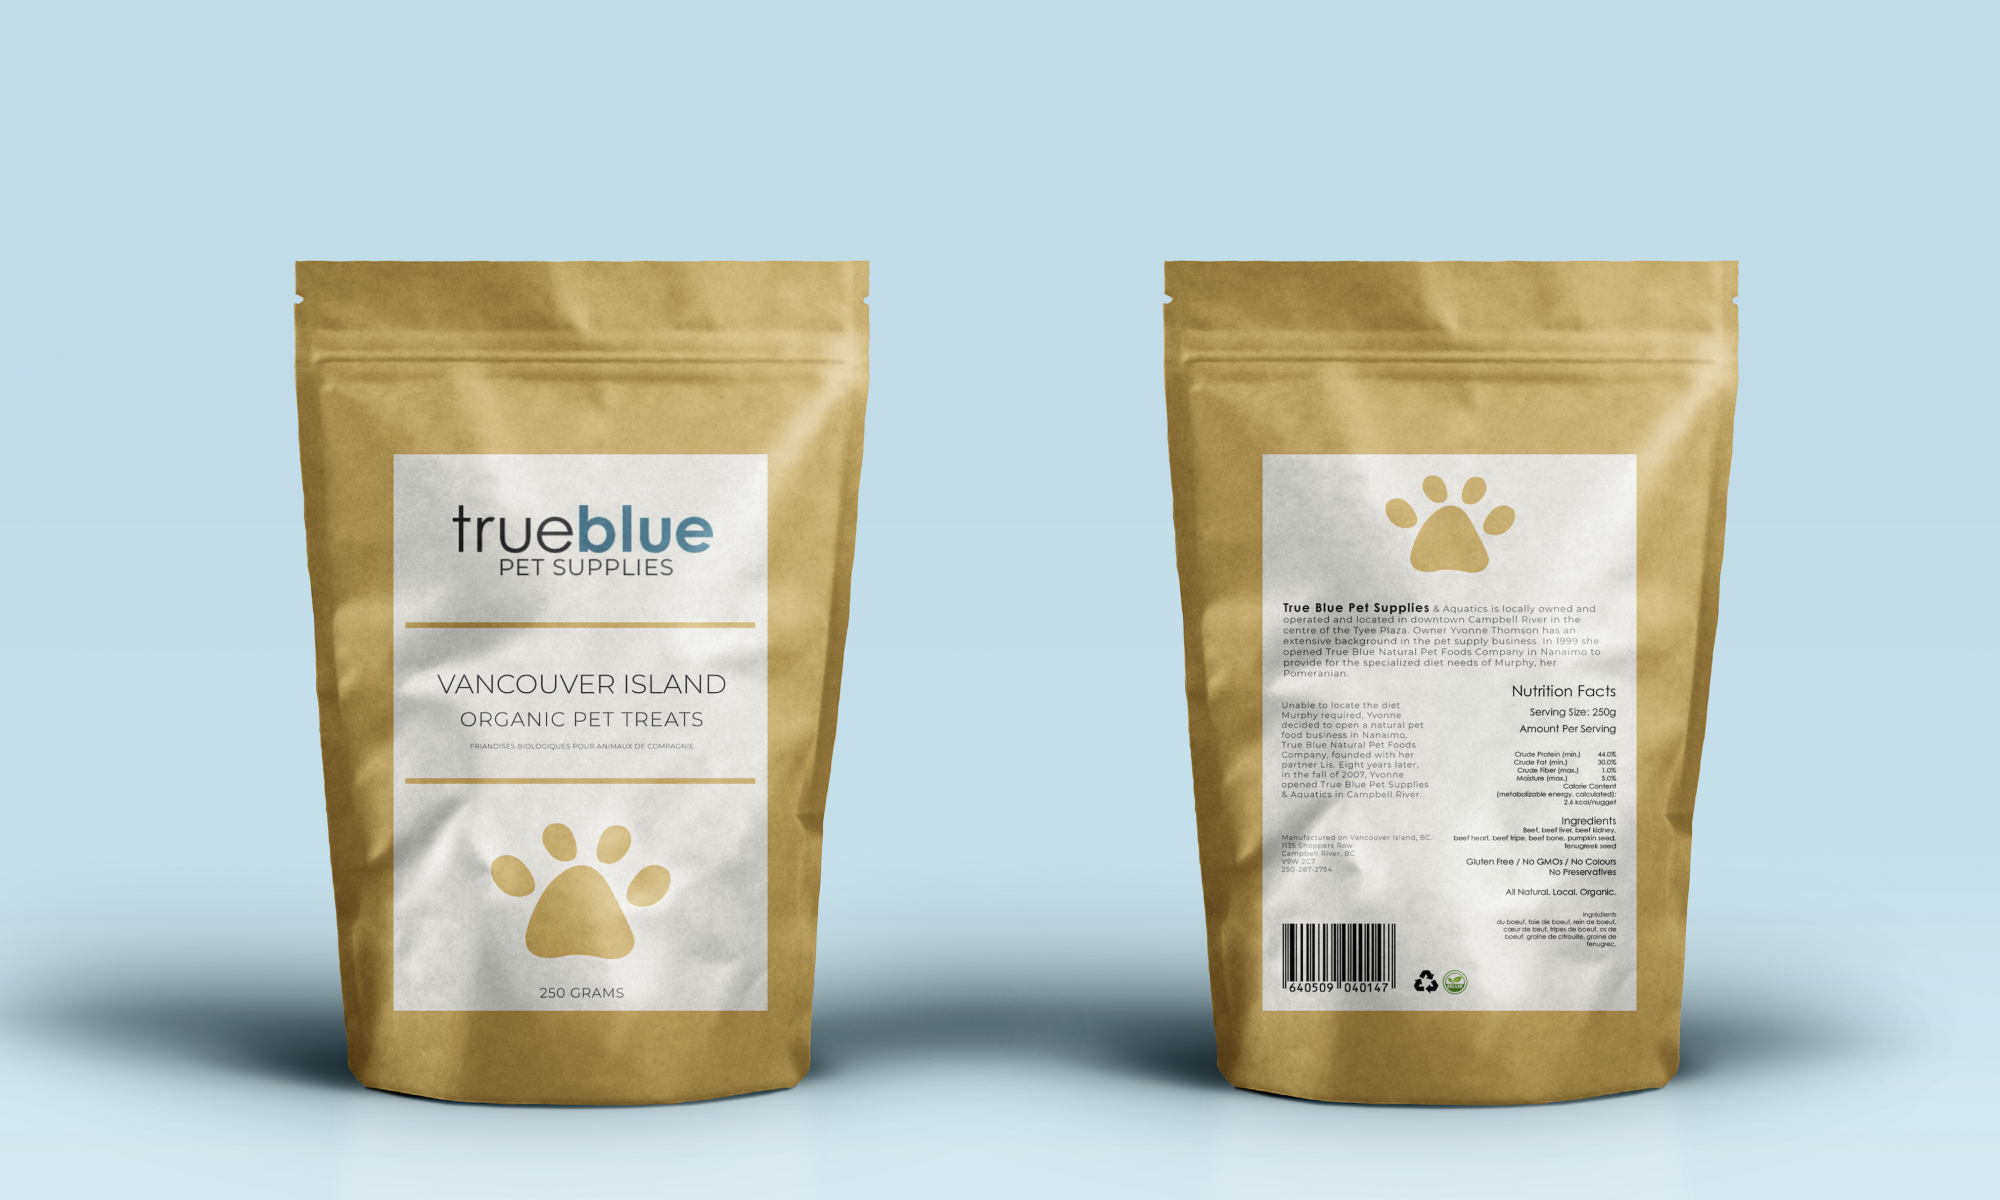 trueblue
PET SUPPLIES
VANCOUVER ISLAND
ORGANIC PET TREATS
FRIANDISES BIOLOGIQUES POUR ANIMAUX DE COMPAGNIE
250 GRAMS
True Blue Pet Supplies & Aquatics is locally owned and
operated and located in downtown Campbell River in the
centre of the Tyee Plaza. Owner Yvonne Thomson has an
extensive background in the pet supply business. In 1999 she
opened True Blue Natural Pet Foods Company in Nanaimo to
provide for the specialized diet needs of Murphy, her
Pomeranian.
Unable to locate the diet
Murphy required, Yvonne
decided to open a natural pet
food business in Nanaimo,
True Blue Natural Pet Foods
Company, founded with her
partner Lis. Eight years later,
in the fall of 2007, Yvonne
opened True Blue Pet Supplies
& Aquatics in Campbell River.
Manufactured on Vancouver Island, BC.
1135 Shoppers Row
Campbell River, BC
V9W 2C7
250-287-2754
640509 040147
Nutrition Facts
Serving Size: 250g
Amount Per Serving
Crude Protein (min.) 44.0%
Crude Fat (min.) 30.0%
Crude Fiber (max.) 1.0%
Moisture (max.) 5.0%
Calorie Content
(metabolizable energy, calculated):
2.6 kcal/nugget
Ingredients
Beef, beef liver, beef kidney,
beef heart, beef tripe, beef bone, pumpkin seed,
fenugreek seed
Gluten Free / No GMOs / No Colours
No Preservatives
All Natural. Local. Organic.
Ingrédients
du boeuf, foie de boeuf, rein de boeuf,
cœur de beuf, tripes de boeuf, os de
boeuf, graine de citrouille, graine de
fenugrec.